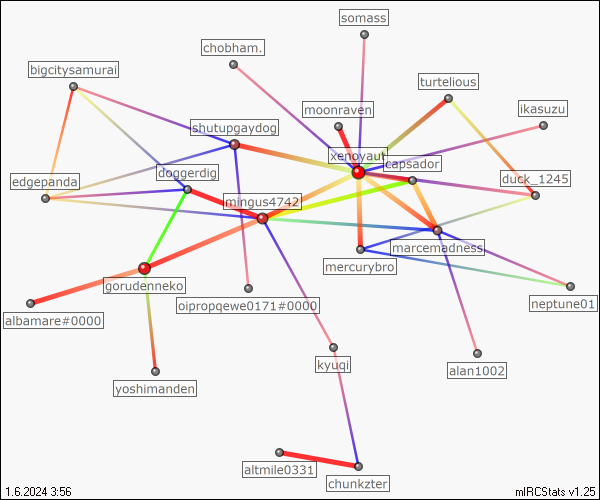 somass
chobham.
bigcitysamurai
turtelious
moonraven
ikasuzu
shutupgaydog
xenoyaut
capsador
doggerdig
edgepanda
duck_1245
mingus4742
marcemadness
mercurybro
gorudenneko
oipropqewe0171#0000
neptune01
albamare#0000
kyuqi
alan1002
yoshimanden
altmile0331
chunkzter
1.6.2024 3:56
mIRCStats v1.25